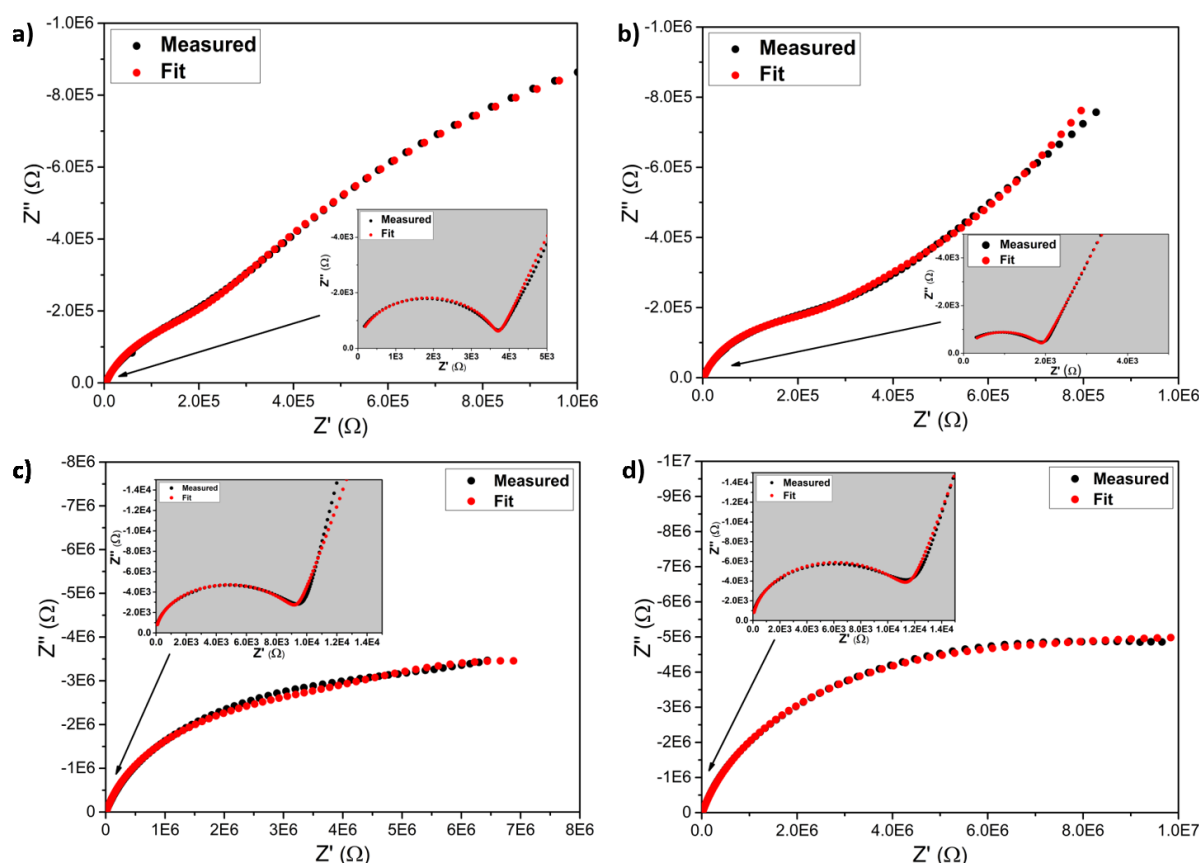 a)
-1.0E6
Measured
Fit
-8.0E5
-6.0E5
Z'' (Ω)
-4.0E5
-2.0E5
0.0
0.0
2.0E5
4.0E5
6.0E5
8.0E5
1.0E6
Z' (Ω)
Measured
Fit
-4.0E3
Z'' (Ω)
-2.0E3
0.0
0
1E3
2E3
3E3
4E3
5E3
Z' (Ω)
b)
-1.0E6
Measured
Fit
-8.0E5
-6.0E5
Z'' (Ω)
-4.0E5
-2.0E5
0.0
0.0
2.0E5
4.0E5
6.0E5
8.0E5
1.0E6
Z' (Ω)
Measured
Fit
-4.0E3
Z'' (Ω)
-2.0E3
0.0
0.0
2.0E3
4.0E3
Z' (Ω)
c)
-8E6
Measured
Fit
-7E6
-6E6
-5E6
Z'' (Ω)
-4E6
-3E6
-2E6
-1E6
0
0
1E6
2E6
3E6
4E6
5E6
6E6
7E6
8E6
Z' (Ω)
Measured
Fit
-1.4E4
-1.2E4
-1.0E4
Z'' (Ω)
-8.0E3
-6.0E3
-4.0E3
-2.0E3
0.0
0.0
2.0E3
4.0E3
6.0E3
8.0E3
1.0E4
1.2E4
1.4E4
Z' (Ω)
d)
-1E7
Measured
Fit
-9E6
-8E6
-7E6
-6E6
Z'' (Ω)
-5E6
-4E6
-3E6
-2E6
-1E6
0
0.0
2.0E6
4.0E6
6.0E6
8.0E6
1.0E7
Z' (Ω)
Measured
Fit
-1.4E4
-1.2E4
-1.0E4
Z'' (Ω)
-8.0E3
-6.0E3
-4.0E3
-2.0E3
0.0
0.0
2.0E3
4.0E3
6.0E3
8.0E3
1.0E4
1.2E4
1.4E4
Z' (Ω)